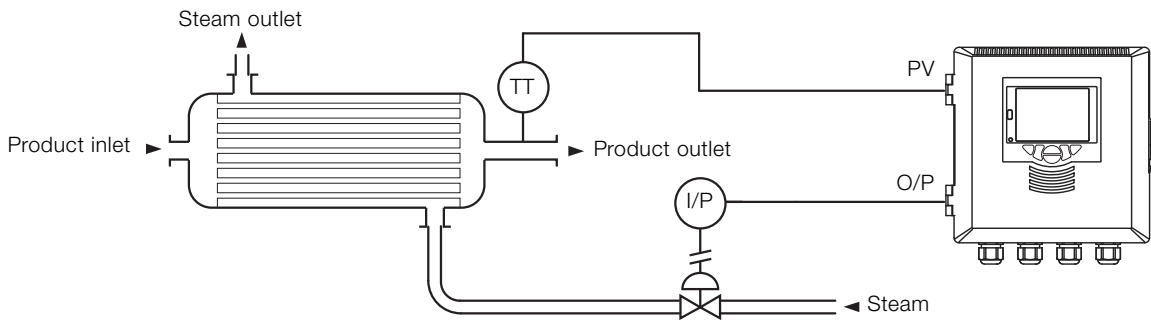 Steam outlet
PV
TT
Product inlet
Product outlet
O/P
I/P
Steam